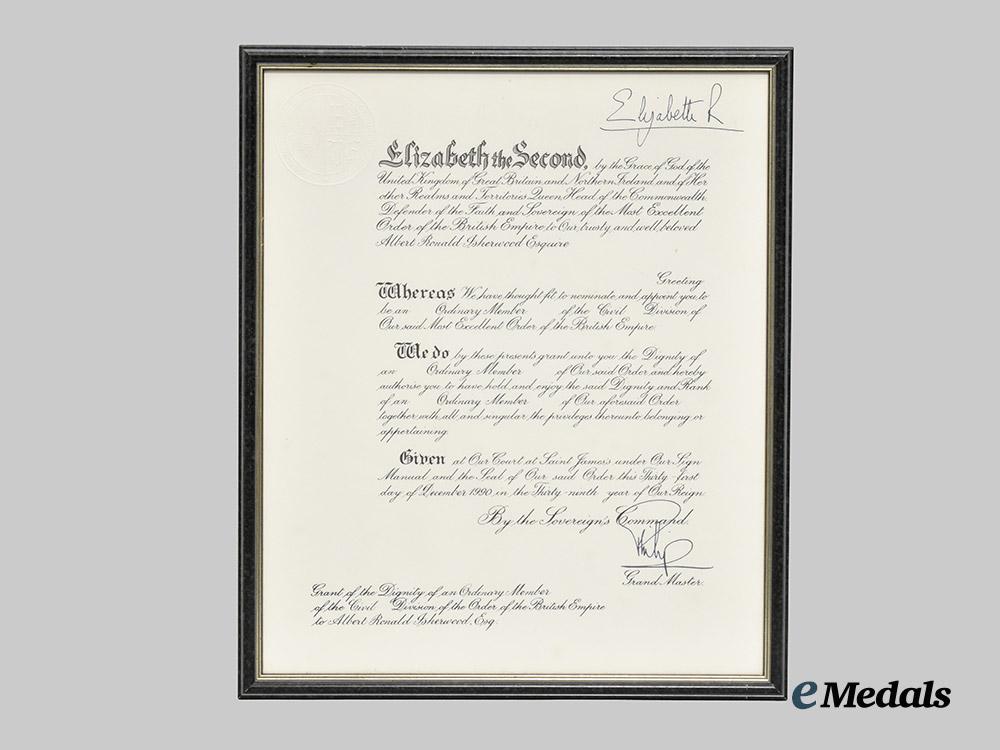 Elizabeth R
Elizabeth the Second, by the Grace of God of the
United Kingdom of Great Britain and Northern Ireland and of Her
other Realms and Territories Queen, Head of the Commonwealth,
Defender of the Faith and Sovereign of the Most Excellent
Order of the British Empire to Our trusty and well beloved
Albert Ronald Isherwood Esquire
Greeting
Whereas We have thought fit to nominate and appoint you to
be an Ordinary Member of the Civil Division of
Our said Most Excellent Order of the British Empire
We do by these presents grant unto you the Dignity of
an Ordinary Member of Our said Order and hereby
authorise you to have hold and enjoy the said Dignity and Rank
of an Ordinary Member of Our aforesaid Order
together with all and singular the privileges thereunto belonging or
appertaining.
Given at Our Court at Saint James's under Our Sign
Manual and the Seal of Our said Order this Thirty first
day of December 1990 in the Thirty-ninth year of Our Reign.
By the Sovereign's Command.
Philip
Grand Master.
Grant of the Dignity of an Ordinary Member
of the Civil Division of the Order of the British Empire
to Albert Ronald Isherwood, Esq.
eMedals